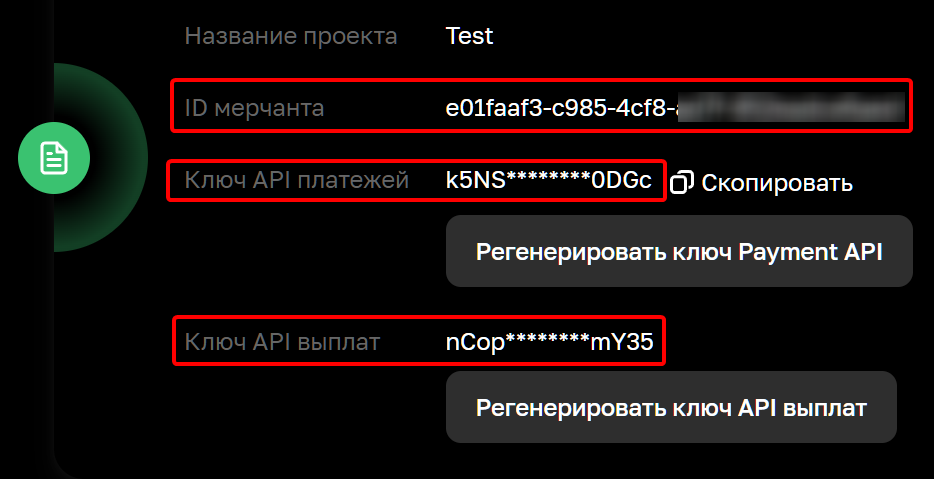 Название проекта Test
ID мерчанта e01faaf3-c985-4cf8-
Ключ API платежей k5NS********0DGc Скопировать
Регенерировать ключ Payment API
Ключ API выплат nCop********mY35
Регенерировать ключ API выплат